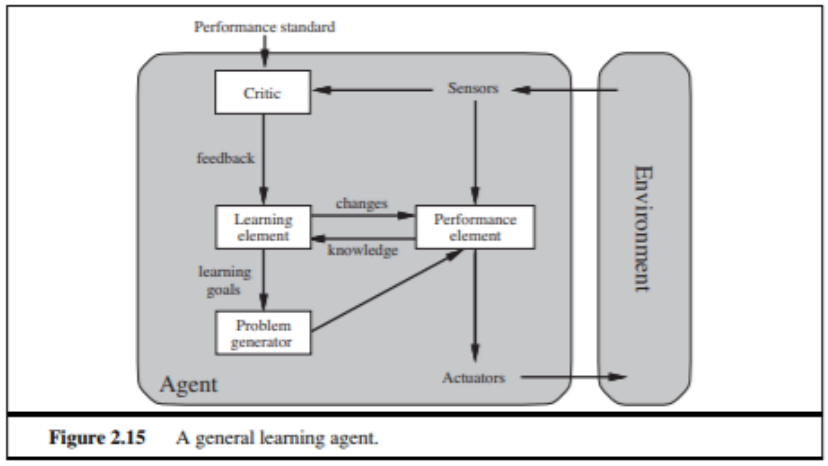 Performance standard
Critic
Sensors
feedback
changes
Learning
element
Performance
element
knowledge
learning
goals
Problem
generator
Actuators
Agent
Environment
Figure 2.15 A general learning agent.